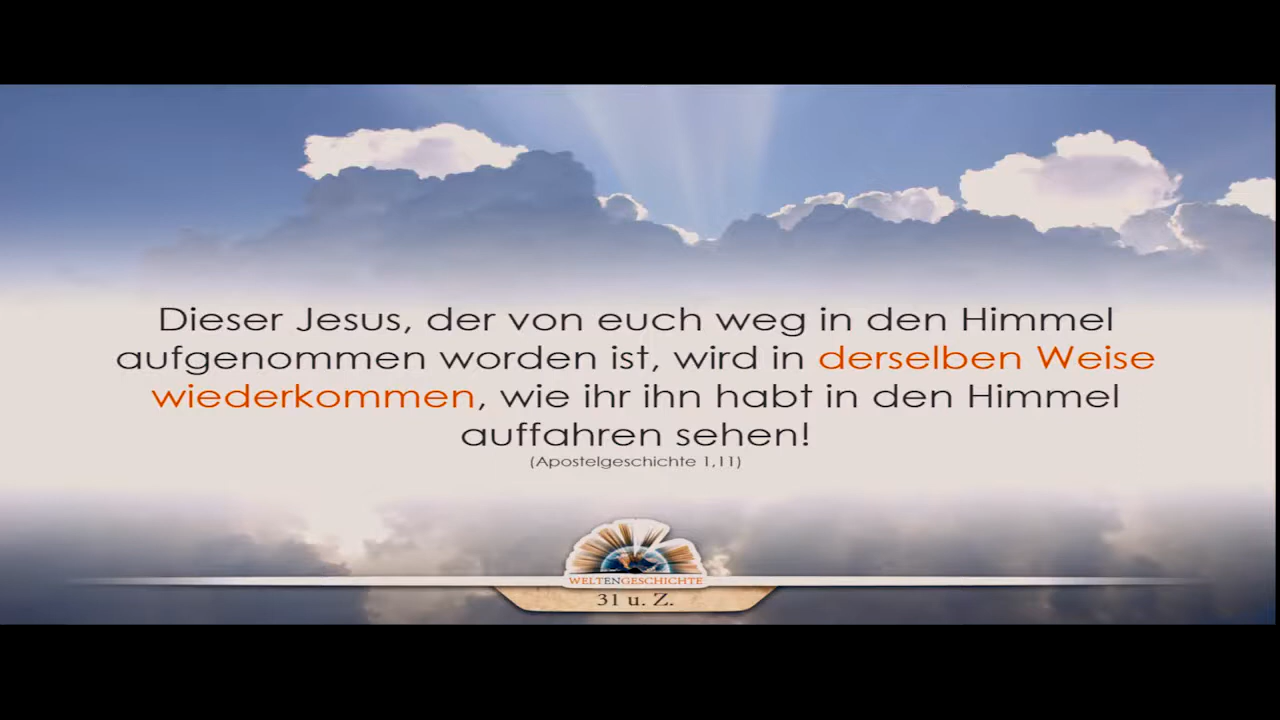 Dieser Jesus, der von euch weg in den Himmel
aufgenommen worden ist, wird in derselben Weise
wiederkommen, wie ihr ihn habt in den Himmel
auffahren sehen!
(Apostelgeschichte 1,11)
WELTENGESCHICHTE
31 u. Z.